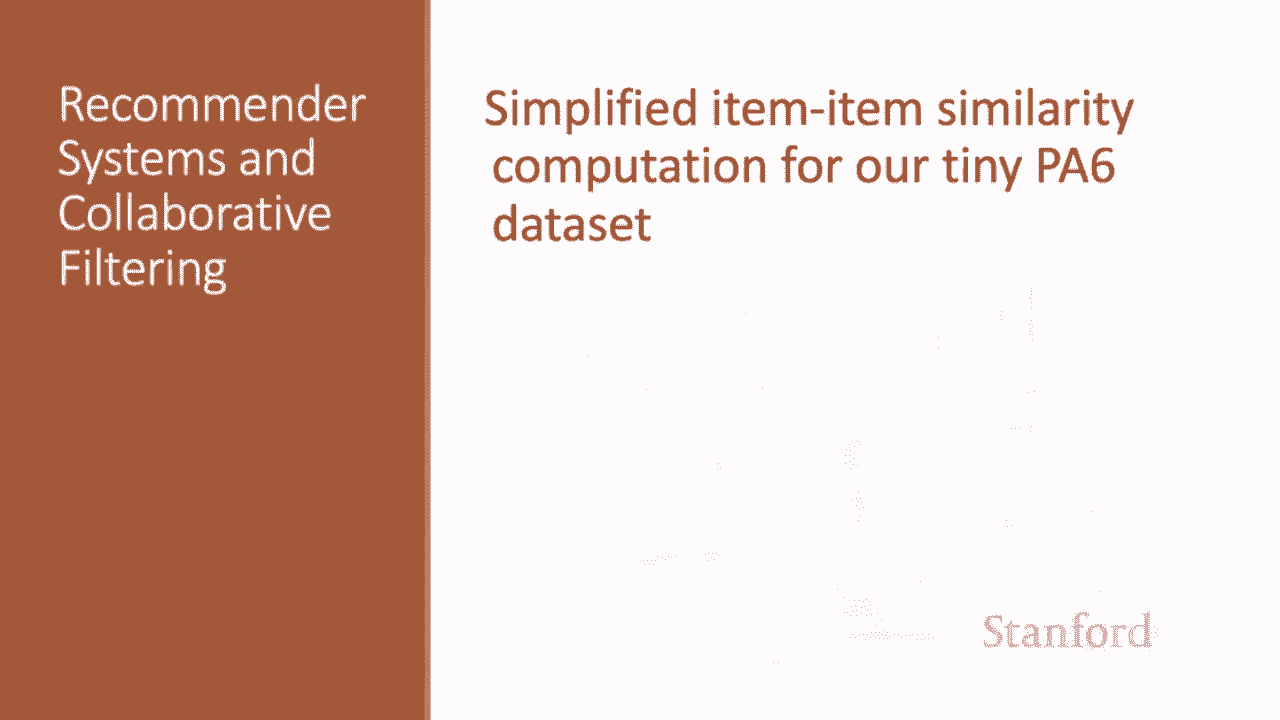 Recommender
Systems and
Collaborative
Filtering
Simplified item-item similarity
computation for our tiny PA6
dataset
Stanford